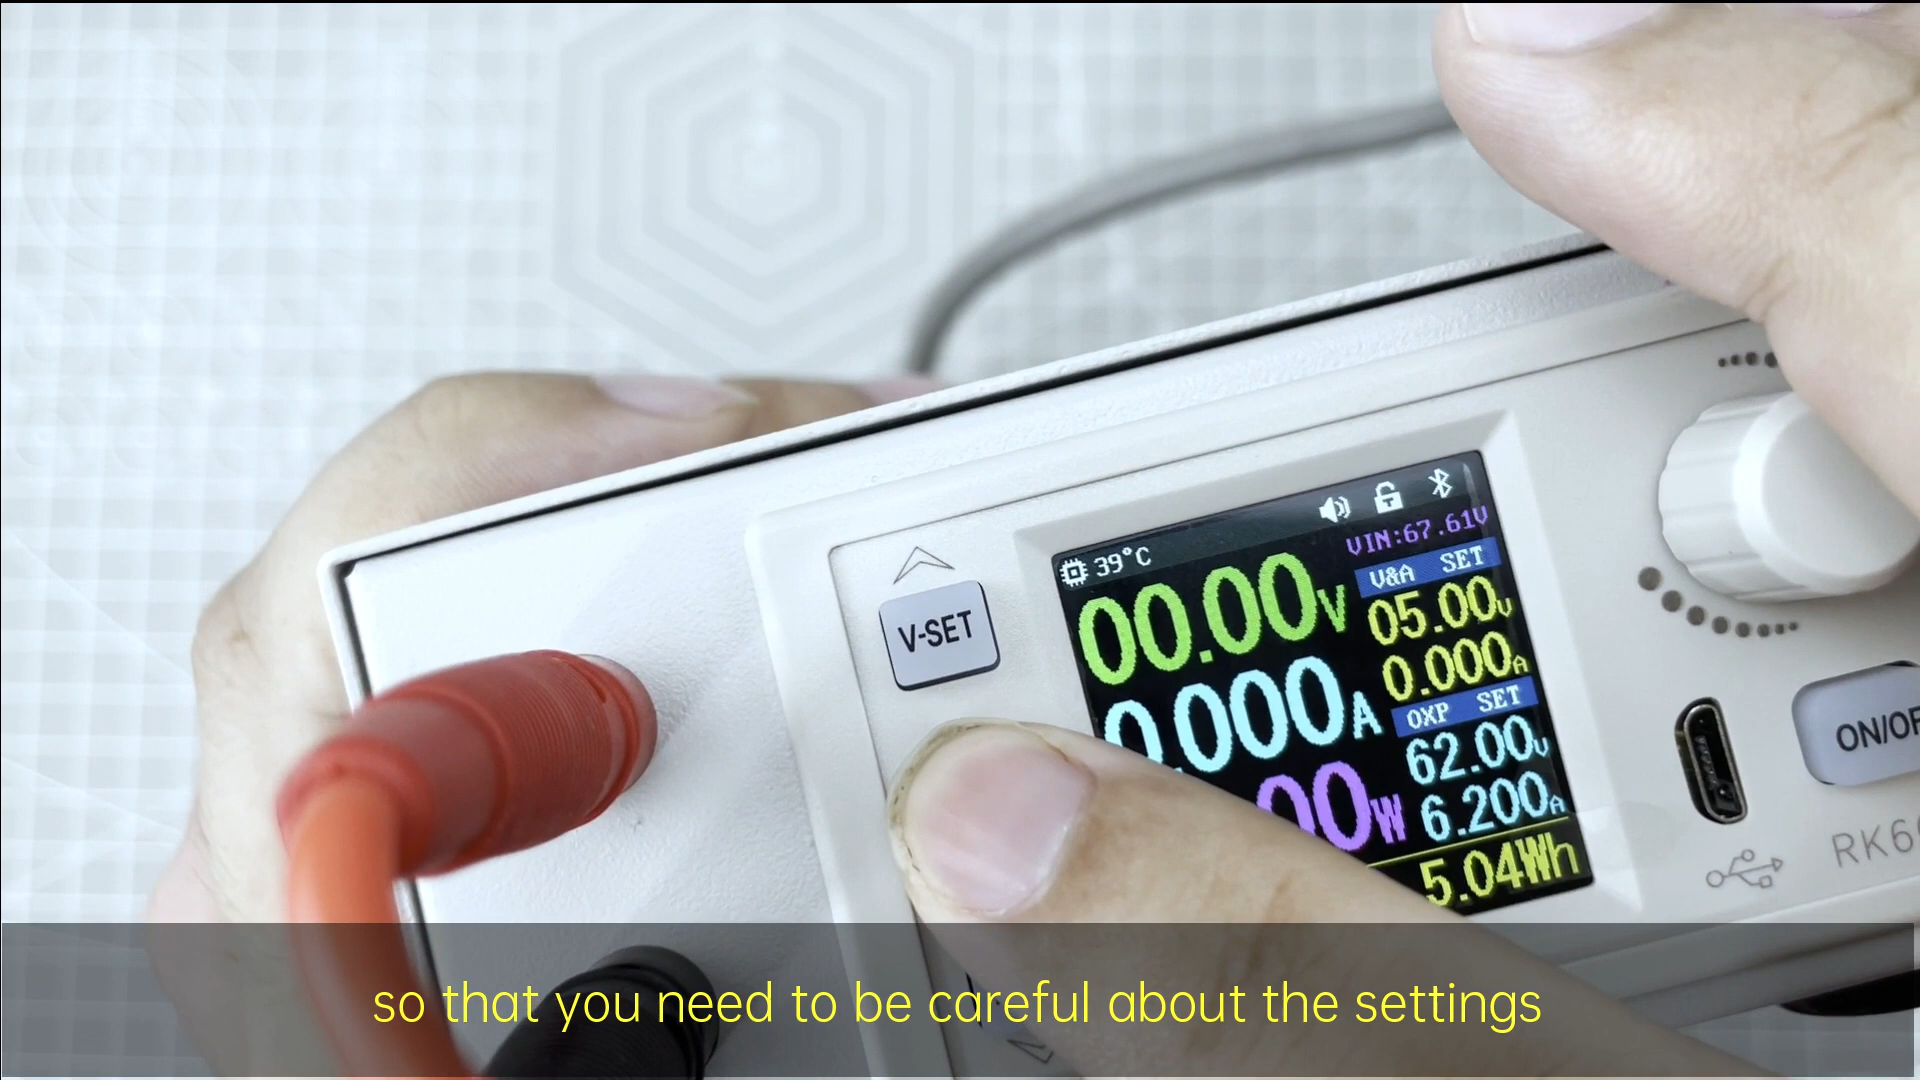 39°C
VIN:67.61V
00.00V
V&A SET
05.00V
0.000A
0.000A
OXP SET
62.00V
6.200A
00W
5.04Wh
V-SET
ON/OF
RK6
so that you need to be careful about the settings